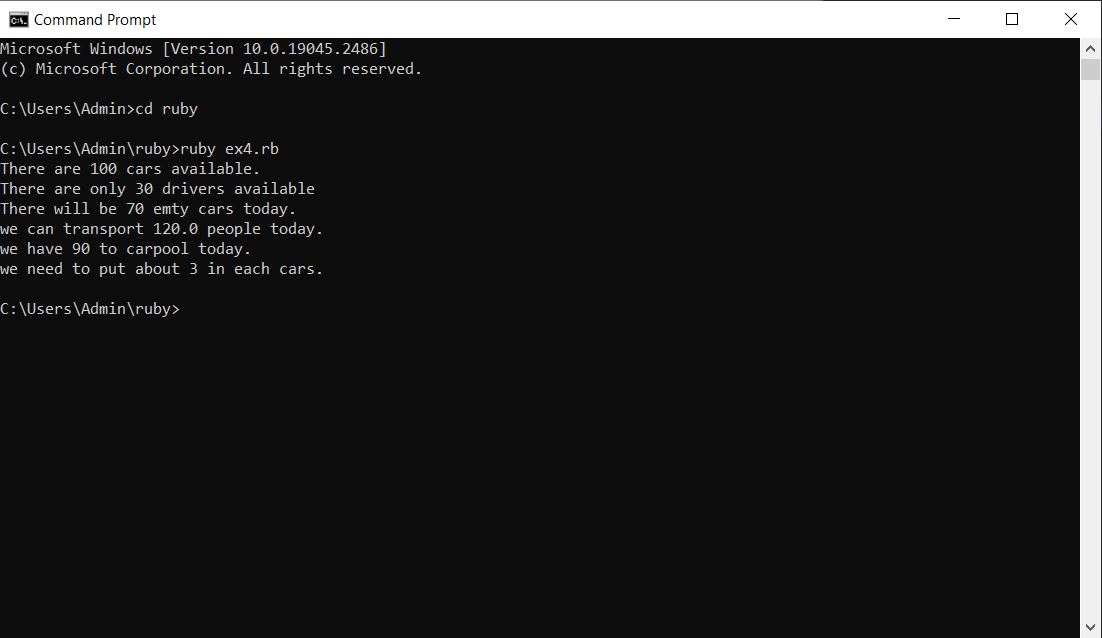 Command Prompt
Microsoft Windows [Version 10.0.19045.2486]
(c) Microsoft Corporation. All rights reserved.
C:\Users\Admin>cd ruby
C:\Users\Admin\ruby>ruby ex4.rb
There are 100 cars available.
There are only 30 drivers available
There will be 70 emty cars today.
we can transport 120.0 people today.
we have 90 to carpool today.
we need to put about 3 in each cars.
C:\Users\Admin\ruby>